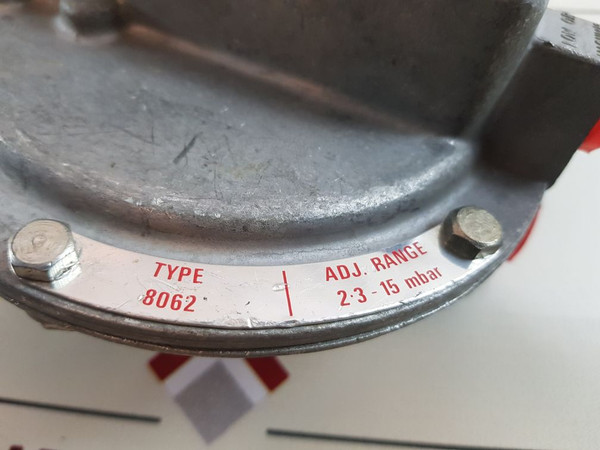 TYPE
8062
ADJ. RANGE
2·3 - 15 mbar